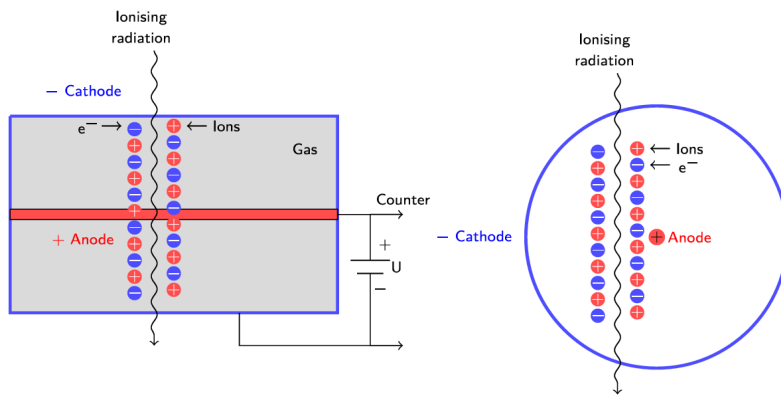 Ionising
radiation
− Cathode
e−
Ions
Gas
Counter
+ Anode
+
U
−
Ionising
radiation
Ions
e−
− Cathode
+ Anode